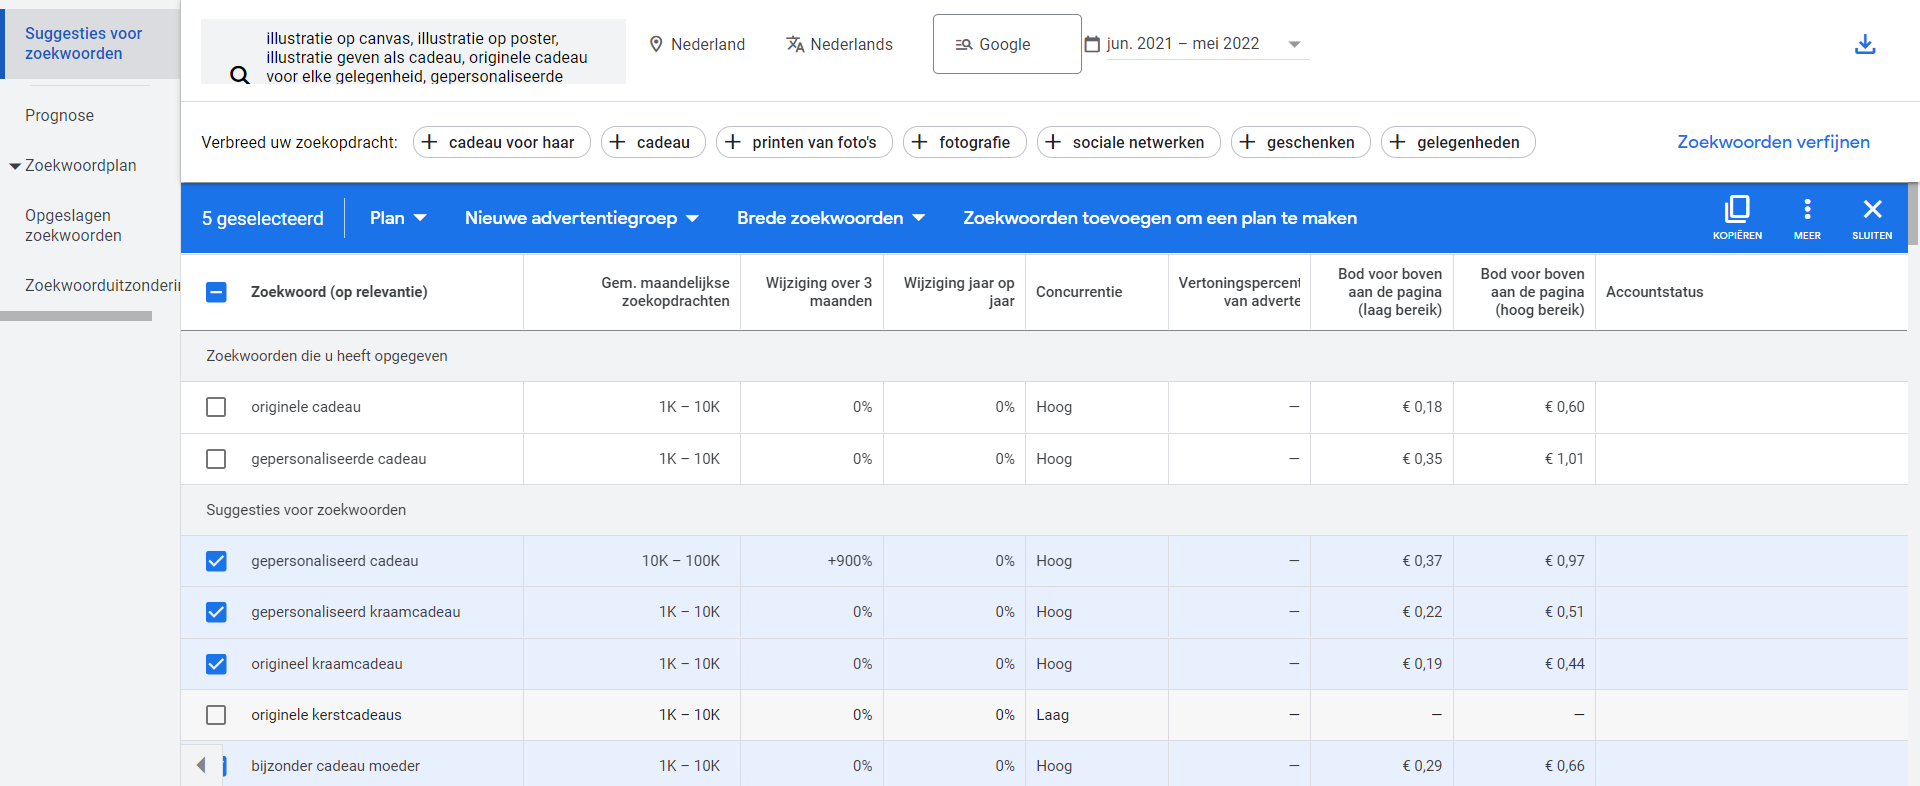 Suggesties voor
zoekwoorden
Prognose
Zoekwoordplan
Opgeslagen
zoekwoorden
Zoekwoorduitzonderin
illustratie op canvas, illustratie op poster,
illustratie geven als cadeau, originele cadeau
voor elke gelegenheid, gepersonaliseerde
Nederland
Nederlands
Google
jun. 2021 – mei 2022
Verbreed uw zoekopdracht:
cadeau voor haar
cadeau
printen van foto's
fotografie
sociale netwerken
geschenken
gelegenheden
Zoekwoorden verfijnen
5 geselecteerd
Plan
Nieuwe advertentiegroep
Brede zoekwoorden
Zoekwoorden toevoegen om een plan te maken
KOPIËREN
MEER
SLUITEN
Zoekwoord (op relevantie)
Gem. maandelijkse
zoekopdrachten
Wijziging over 3
maanden
Wijziging jaar op
jaar
Concurrentie
Vertoningspercent
van adverte
Bod voor boven
aan de pagina
(laag bereik)
Bod voor boven
aan de pagina
(hoog bereik)
Accountstatus
Zoekwoorden die u heeft opgegeven
originele cadeau 1K – 10K 0% 0% Hoog — € 0,18 € 0,60
gepersonaliseerde cadeau 1K – 10K 0% 0% Hoog — € 0,35 € 1,01
Suggesties voor zoekwoorden
gepersonaliseerd cadeau 10K – 100K +900% 0% Hoog — € 0,37 € 0,97
gepersonaliseerd kraamcadeau 1K – 10K 0% 0% Hoog — € 0,22 € 0,51
origineel kraamcadeau 1K – 10K 0% 0% Hoog — € 0,19 € 0,44
originele kerstcadeaus 1K – 10K 0% 0% Laag — — —
bijzonder cadeau moeder 1K – 10K 0% 0% Hoog — € 0,29 € 0,66